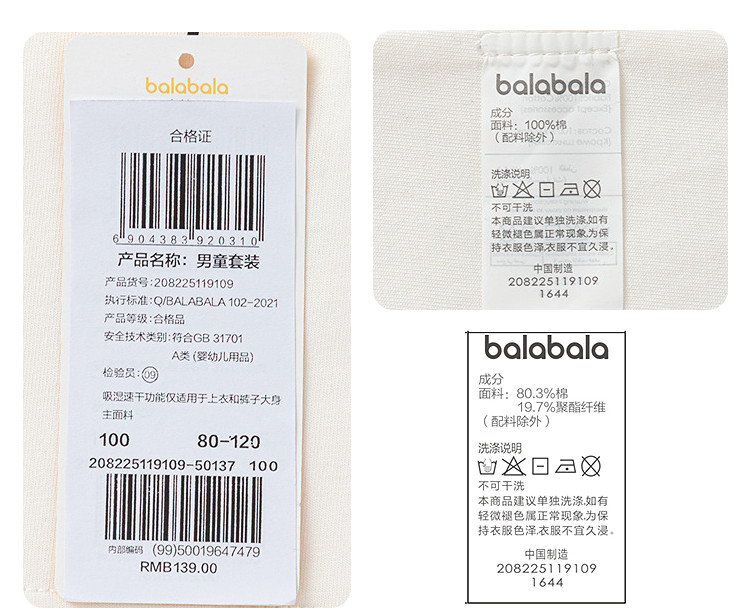 balabala
合格证
6904383920310
产品名称：男童套装
产品货号:208225119109
执行标准:Q/BALABALA 102-2021
产品等级:合格品
安全技术类别:符合GB 31701
A类(婴幼儿用品)
检验员:09
吸湿速干功能仅适用于上衣和裤子大身
主面料
100 80-120
208225119109-50137 100
内部编码 (99)50019647479
RMB139.00
balabala
成分
面料：100%棉
（配料除外）
洗涤说明
不可干洗
本商品建议单独洗涤,如有
轻微褪色属正常现象,为保
持衣服色泽,衣服不宜久浸。
中国制造
208225119109
1644
balabala
成分
面料：80.3%棉
19.7%聚酯纤维
（配料除外）
洗涤说明
不可干洗
本商品建议单独洗涤,如有
轻微褪色属正常现象,为保
持衣服色泽,衣服不宜久浸。
中国制造
208225119109
1644